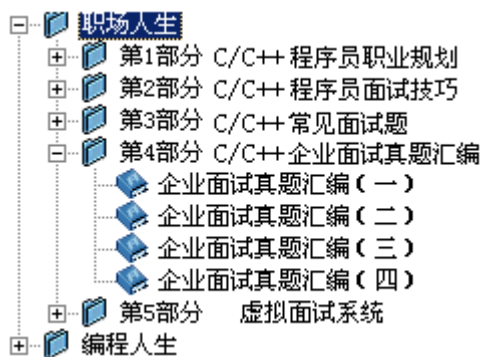 职场人生
第1部分 C/C++程序员职业规划
第2部分 C/C++程序员面试技巧
第3部分 C/C++常见面试题
第4部分 C/C++企业面试真题汇编
企业面试真题汇编(一)
企业面试真题汇编(二)
企业面试真题汇编(三)
企业面试真题汇编(四)
第5部分 虚拟面试系统
编程人生